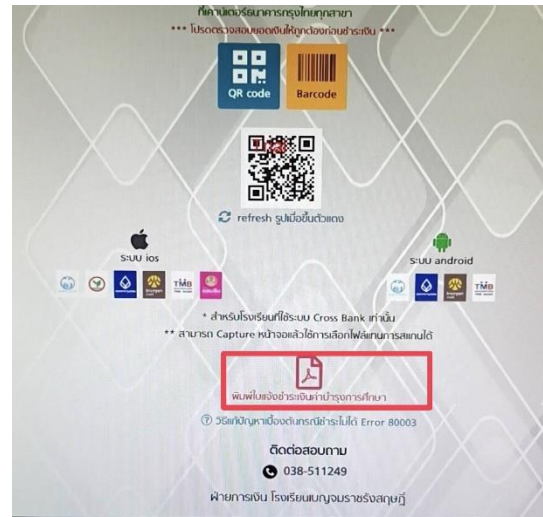 ที่เคาน์เตอร์ธนาคารกรุงไทยทุกสาขา
*** โปรดตรวจสอบยอดเงินให้ถูกต้องก่อนชำระเงิน ***
QR code
Barcode
refresh รูปเมื่อขึ้นตัวแดง
ระบบ ios
ระบบ android
TMB
TMB
* สำหรับโรงเรียนที่ใช้ระบบ Cross Bank เท่านั้น
** สามารถ Capture หน้าจอแล้วใช้การเลือกไฟล์แทนการสแกนได้
พิมพ์ใบแจ้งชำระเงินค่าบำรุงการศึกษา
วิธีแก้ปัญหาเบื้องต้นกรณีชำระไม่ได้ Error 80003
ติดต่อสอบถาม
038-511249
ฝ่ายการเงิน โรงเรียนเบญจมราชรังสฤษฎิ์